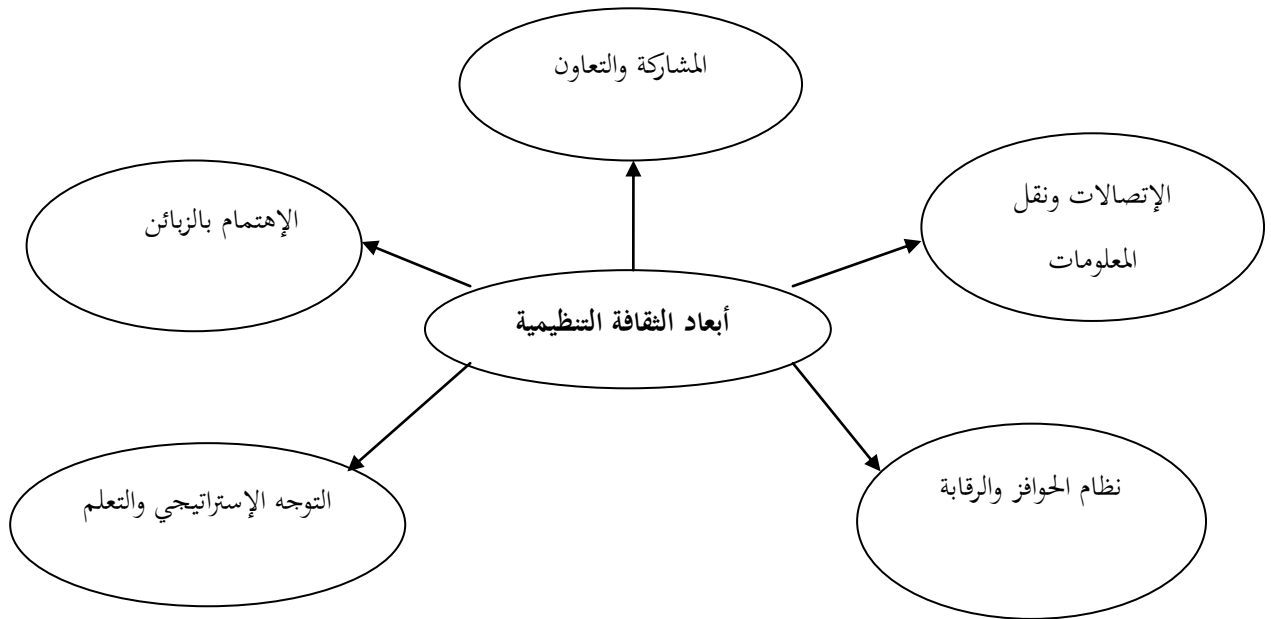 المشاركة والتعاون
الإتصالات ونقل
المعلومات
الإهتمام بالزبائن
أبعاد الثقافة التنظيمية
نظام الحوافز والرقابة
التوجه الإستراتيجي والتعلم